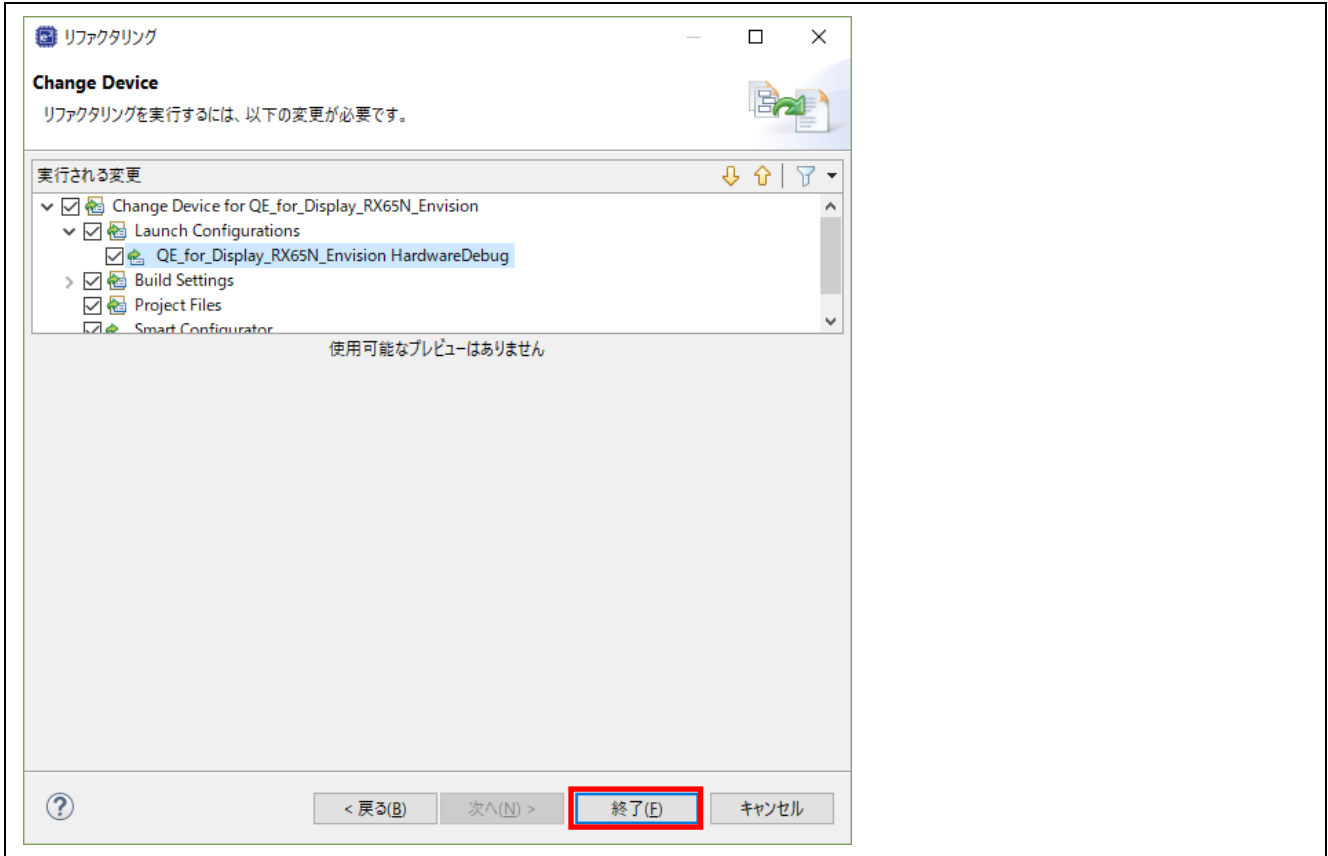 リファクタリング
Change Device
リファクタリングを実行するには、以下の変更が必要です。
実行される変更
Change Device for QE_for_Display_RX65N_Envision
Launch Configurations
QE_for_Display_RX65N_Envision HardwareDebug
Build Settings
Project Files
Smart Configurator
使用可能なプレビューはありません
< 戻る(B) 次へ(N) > 終了(F) キャンセル